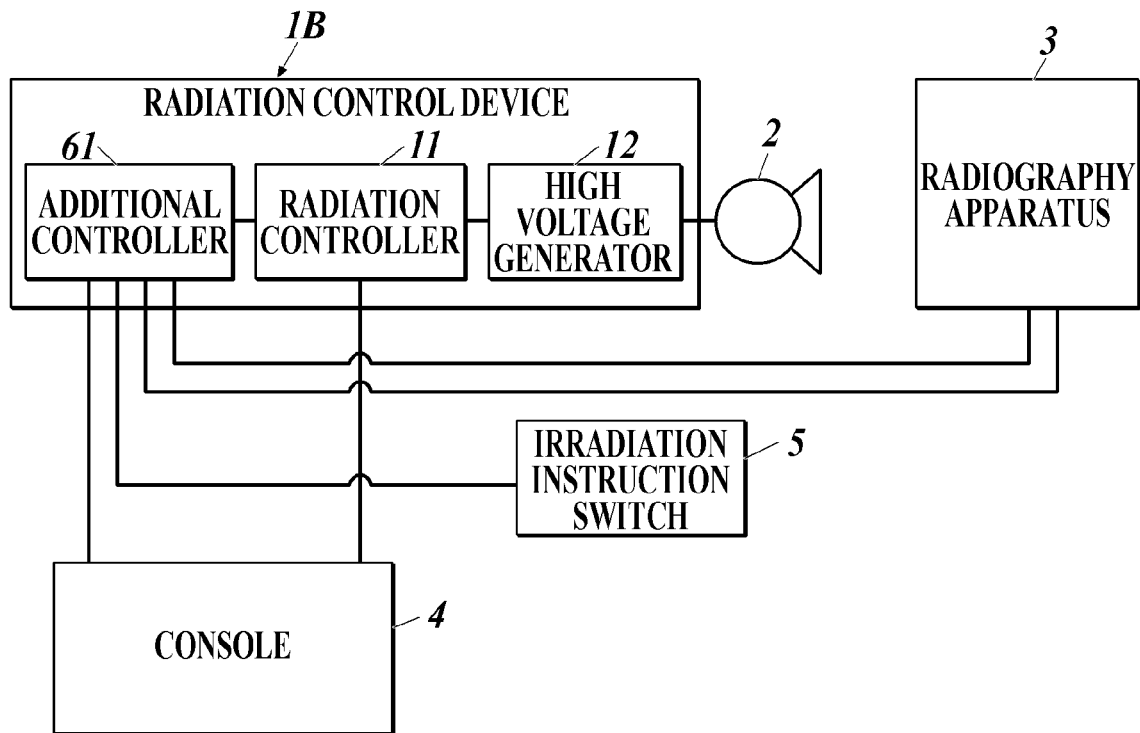 1B
RADIATION CONTROL DEVICE
61
ADDITIONAL
CONTROLLER
11
RADIATION
CONTROLLER
12
HIGH
VOLTAGE
GENERATOR
2
3
RADIOGRAPHY
APPARATUS
IRRADIATION
INSTRUCTION
SWITCH
5
CONSOLE
4